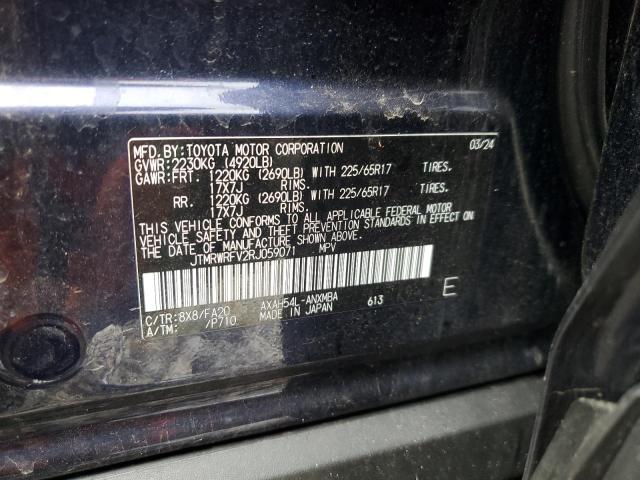 MFD. BY: TOYOTA MOTOR CORPORATION 03/24
GVWR: 2230KG (4920LB)
GAWR: FRT: 1220KG (2690LB) WITH 225/65R17 TIRES.
17X7J RIMS.
RR. 1220KG (2690LB) WITH 225/65R17 TIRES.
17X7J RIMS.
THIS VEHICLE CONFORMS TO ALL APPLICABLE FEDERAL MOTOR
VEHICLE SAFETY AND THEFT PREVENTION STANDARDS IN EFFECT ON
THE DATE OF MANUFACTURE SHOWN ABOVE.
JTMRWRFV2RJ059071 MPV
E
C/TR: 8X8/FA20 AXAH54L-ANXMBA 613
A/TM: /P710 MADE IN JAPAN